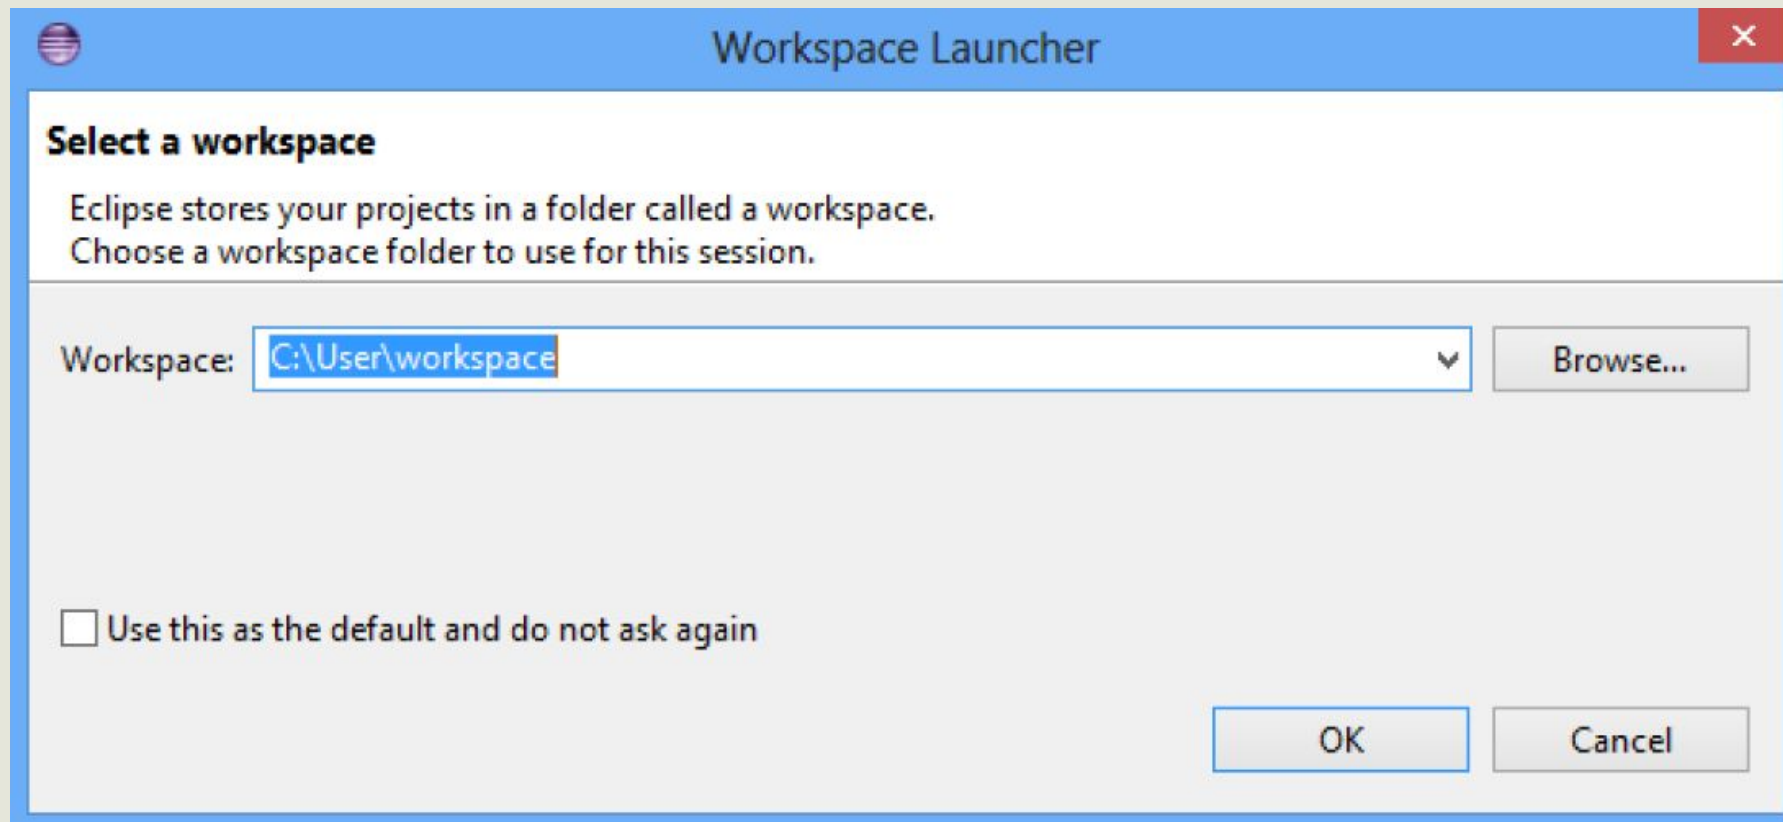 Workspace Launcher
Select a workspace
Eclipse stores your projects in a folder called a workspace.
Choose a workspace folder to use for this session.
Workspace: C:\User\workspace Browse...
Use this as the default and do not ask again
OK Cancel